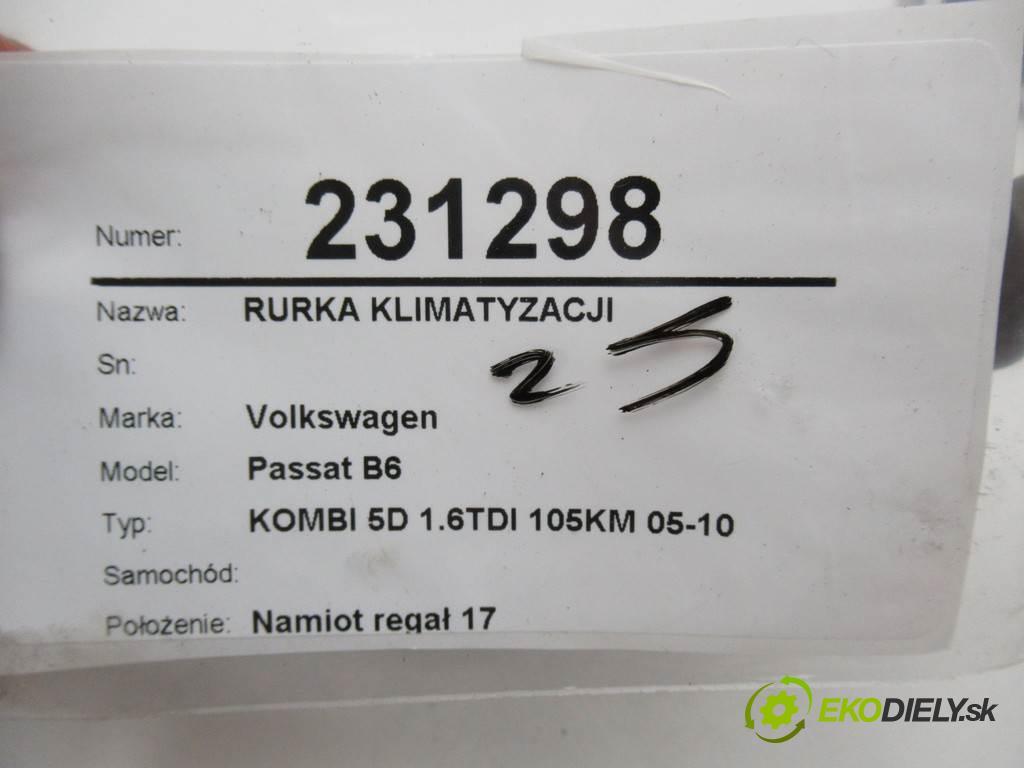 Numer: 231298
Nazwa: RURKA KLIMATYZACJI
25
Sn:
Marka: Volkswagen
Model: Passat B6
Typ: KOMBI 5D 1.6TDI 105KM 05-10
Samochód:
Położenie: Namiot regał 17
EKODIELY.sk